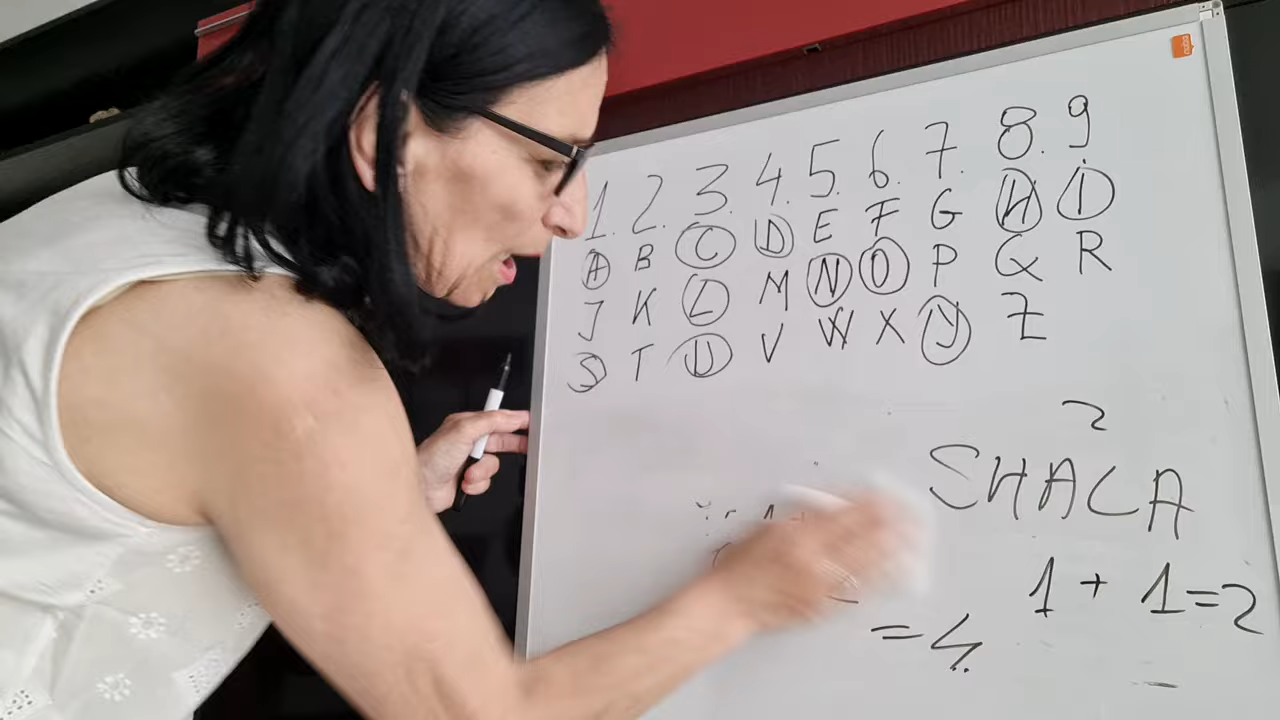 1. 2. 3. 4. 5. 6. 7. 8. 9.
A B C D E F G H I
J K L M N O P Q R
S T U V W X Y Z
2
SHACA
1 + 1 = 2
= 4